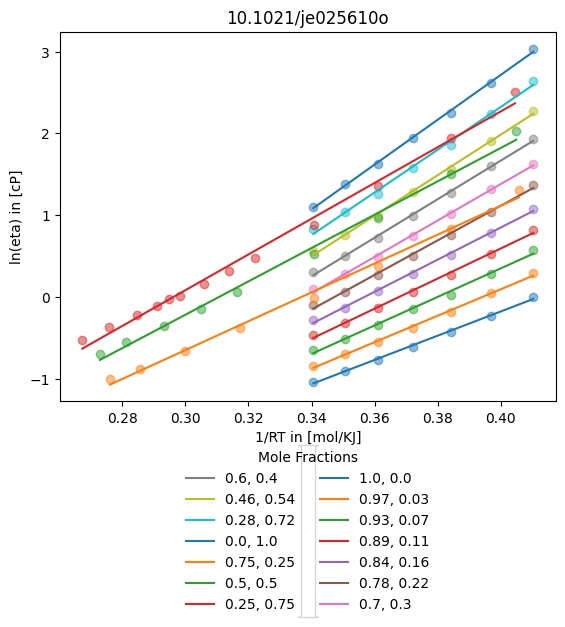 10.1021/je025610o
ln(eta) in [cP]
3
2
1
0
−1
0.28 0.30 0.32 0.34 0.36 0.38 0.40
1/RT in [mol/KJ]
Mole Fractions
0.6, 0.4 1.0, 0.0
0.46, 0.54 0.97, 0.03
0.28, 0.72 0.93, 0.07
0.0, 1.0 0.89, 0.11
0.75, 0.25 0.84, 0.16
0.5, 0.5 0.78, 0.22
0.25, 0.75 0.7, 0.3